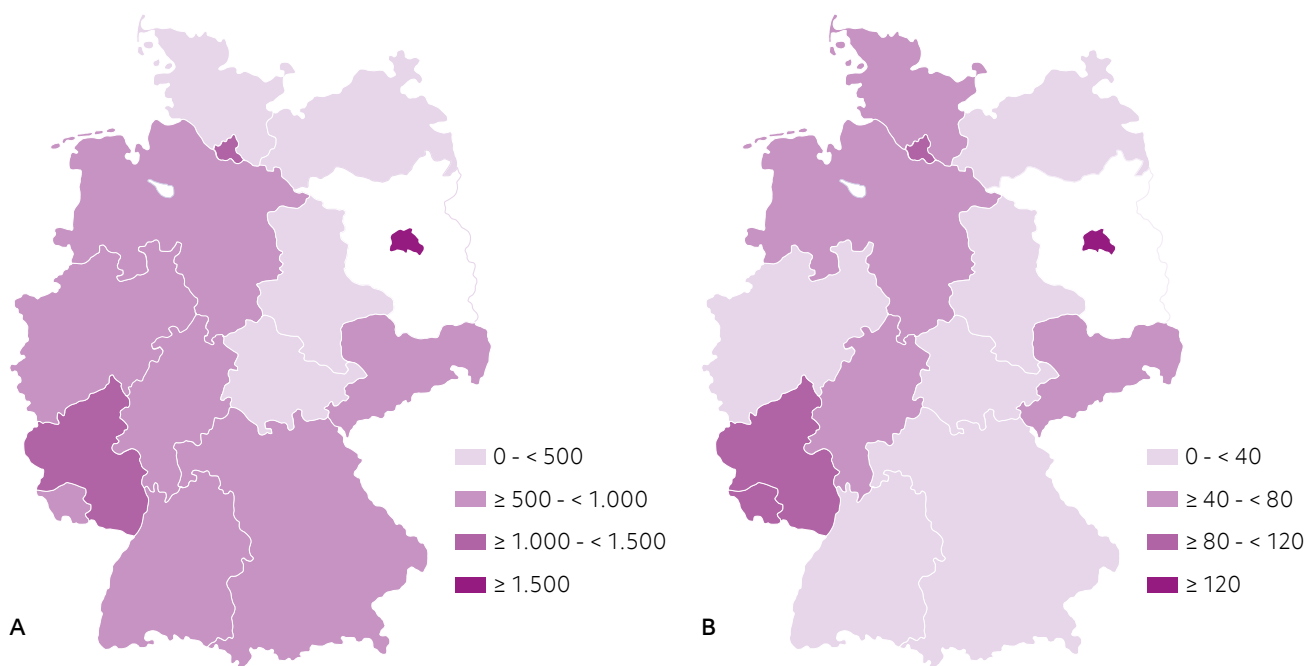 0 - < 500
≥ 500 - < 1.000
≥ 1.000 - < 1.500
≥ 1.500
A
0 - < 40
≥ 40 - < 80
≥ 80 - < 120
≥ 120
B